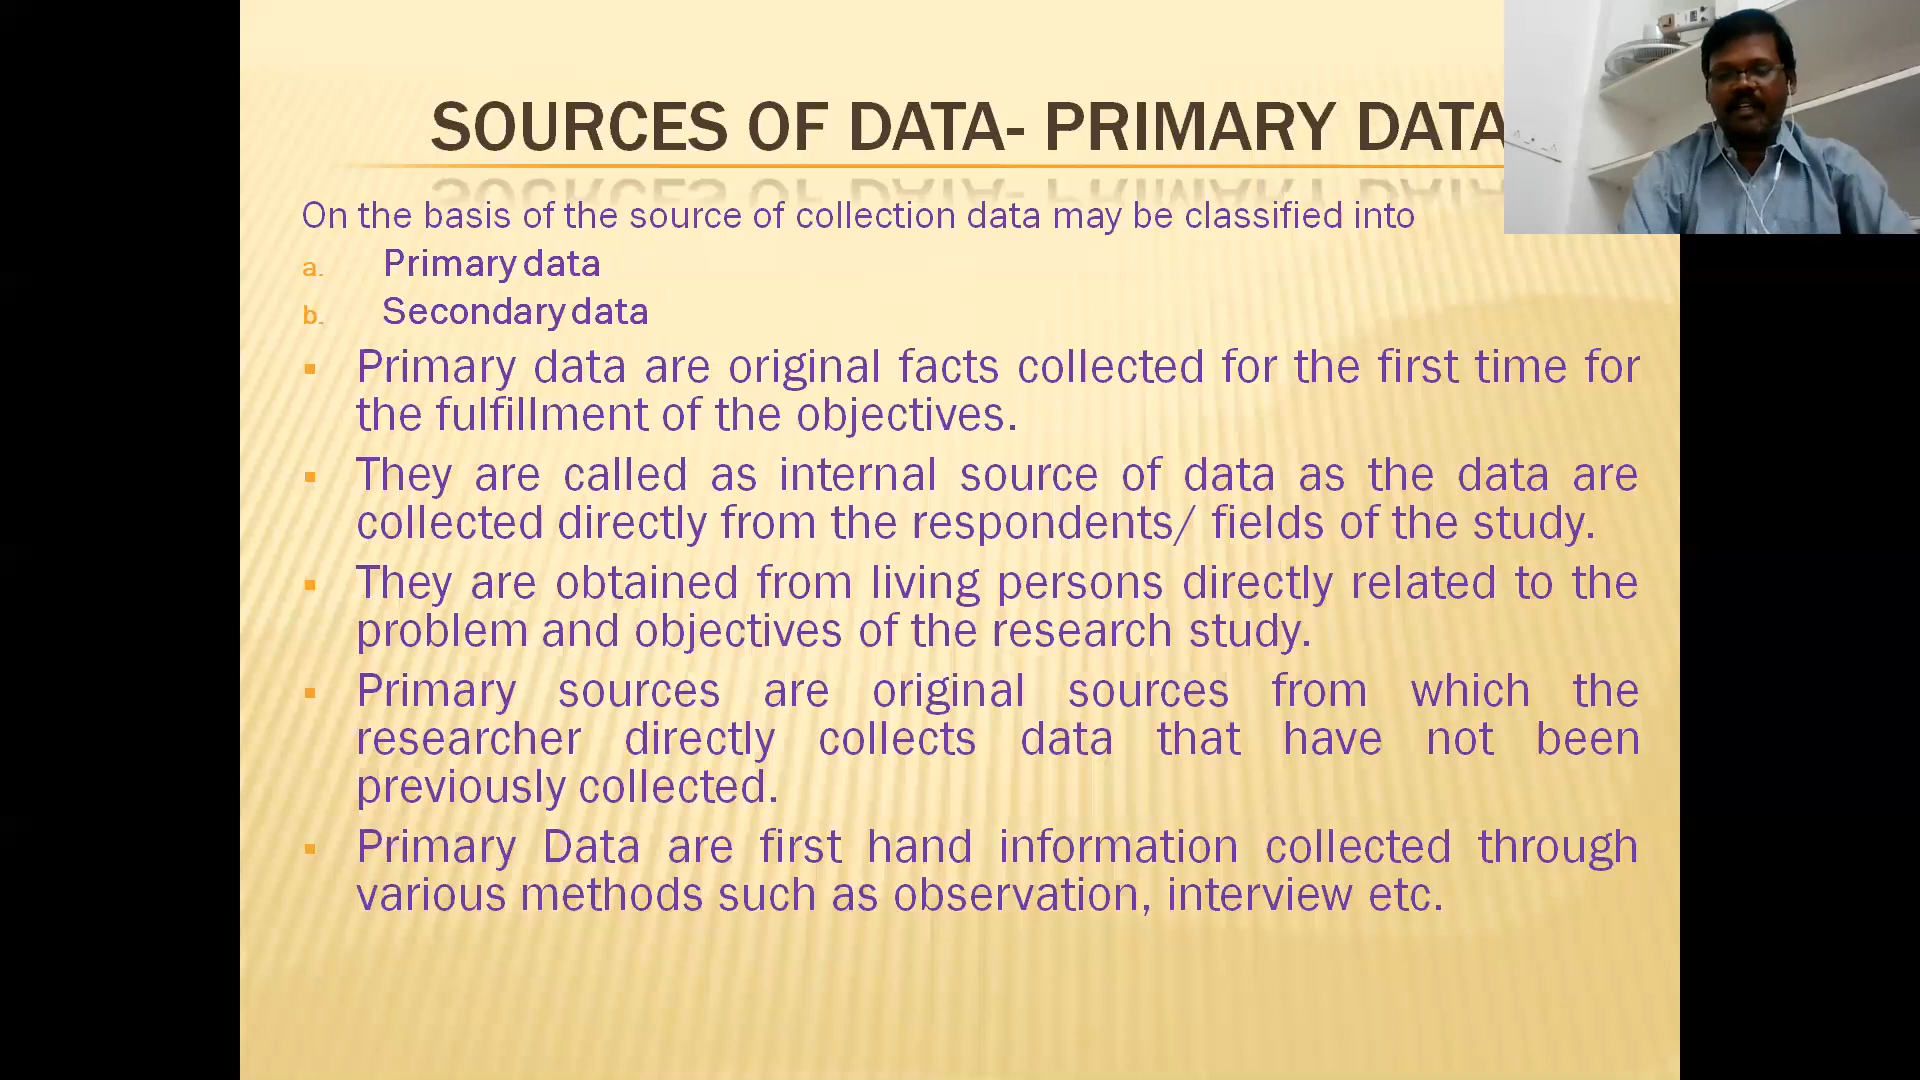 SOURCES OF DATA- PRIMARY DATA
On the basis of the source of collection data may be classified into
a. Primary data
b. Secondary data
▪ Primary data are original facts collected for the first time for
the fulfillment of the objectives.
▪ They are called as internal source of data as the data are
collected directly from the respondents/ fields of the study.
▪ They are obtained from living persons directly related to the
problem and objectives of the research study.
▪ Primary sources are original sources from which the
researcher directly collects data that have not been
previously collected.
▪ Primary Data are first hand information collected through
various methods such as observation, interview etc.